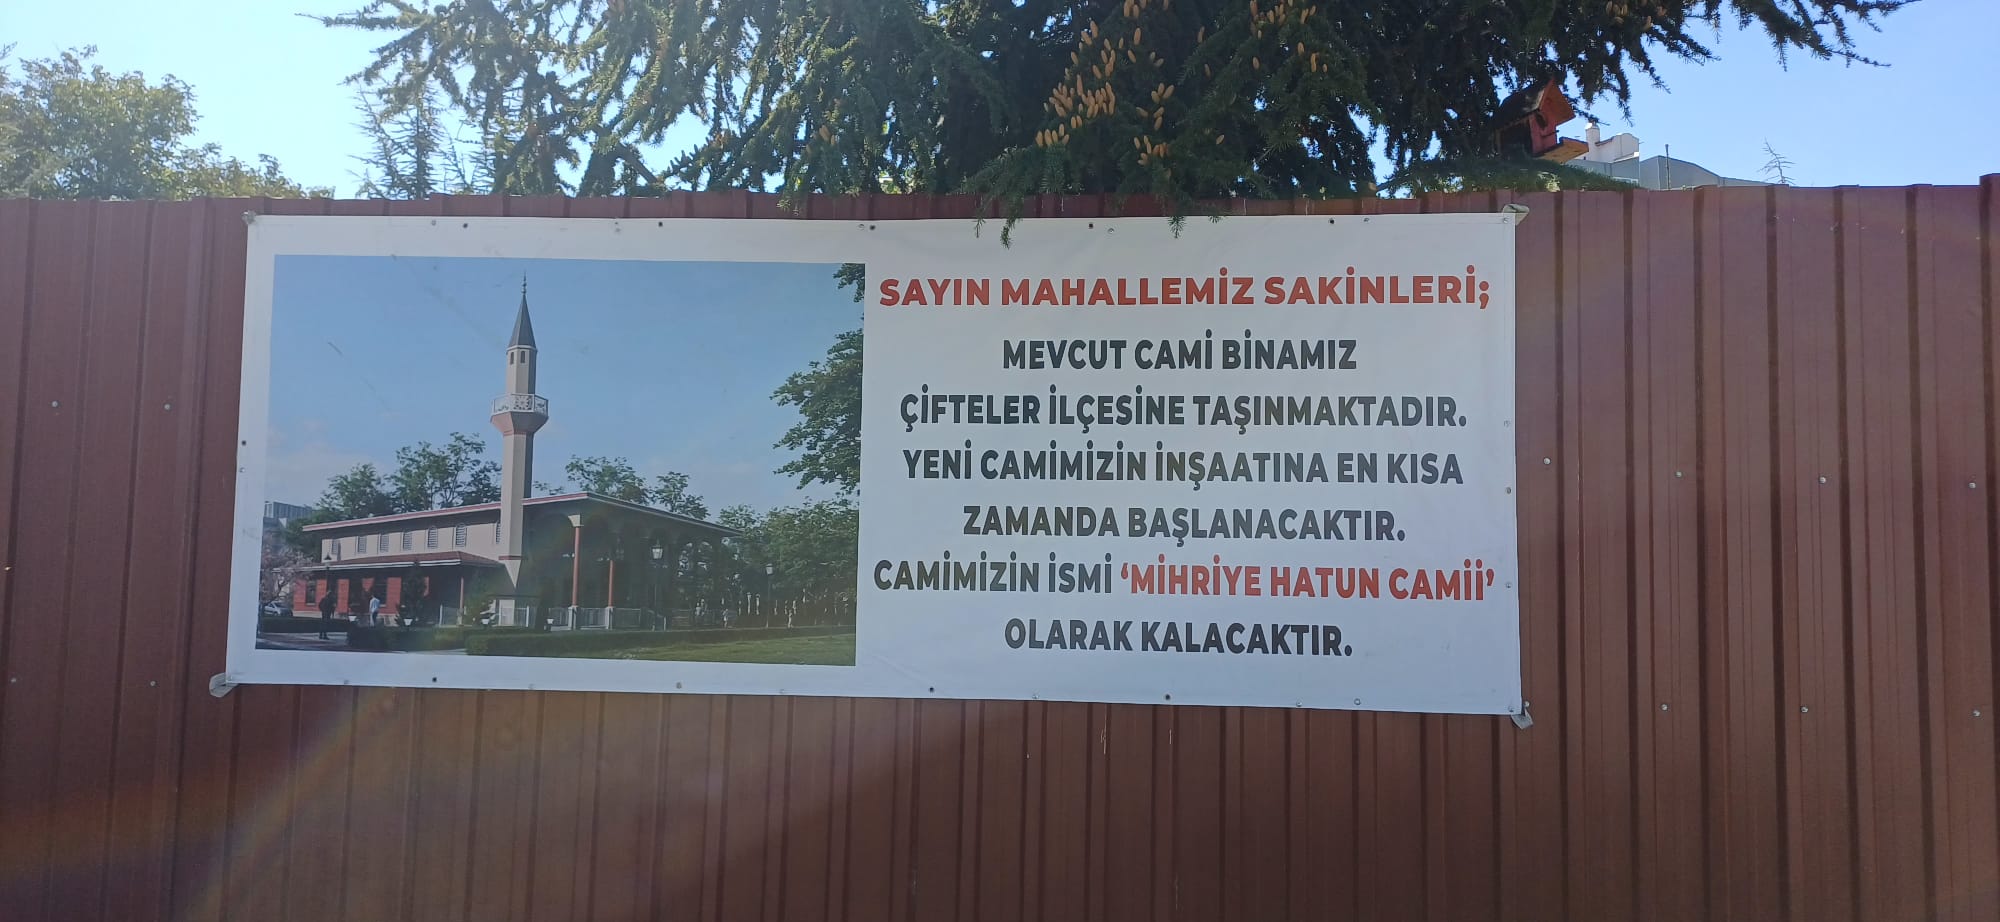 SAYIN MAHALLEMİZ SAKİNLERİ;
MEVCUT CAMİ BİNAMIZ
ÇİFTELER İLÇESİNE TAŞINMAKTADIR.
YENİ CAMİMİZİN İNŞAATINA EN KISA
ZAMANDA BAŞLANACAKTIR.
CAMİMİZİN İSMİ ‘MİHRİYE HATUN CAMİİ’
OLARAK KALACAKTIR.